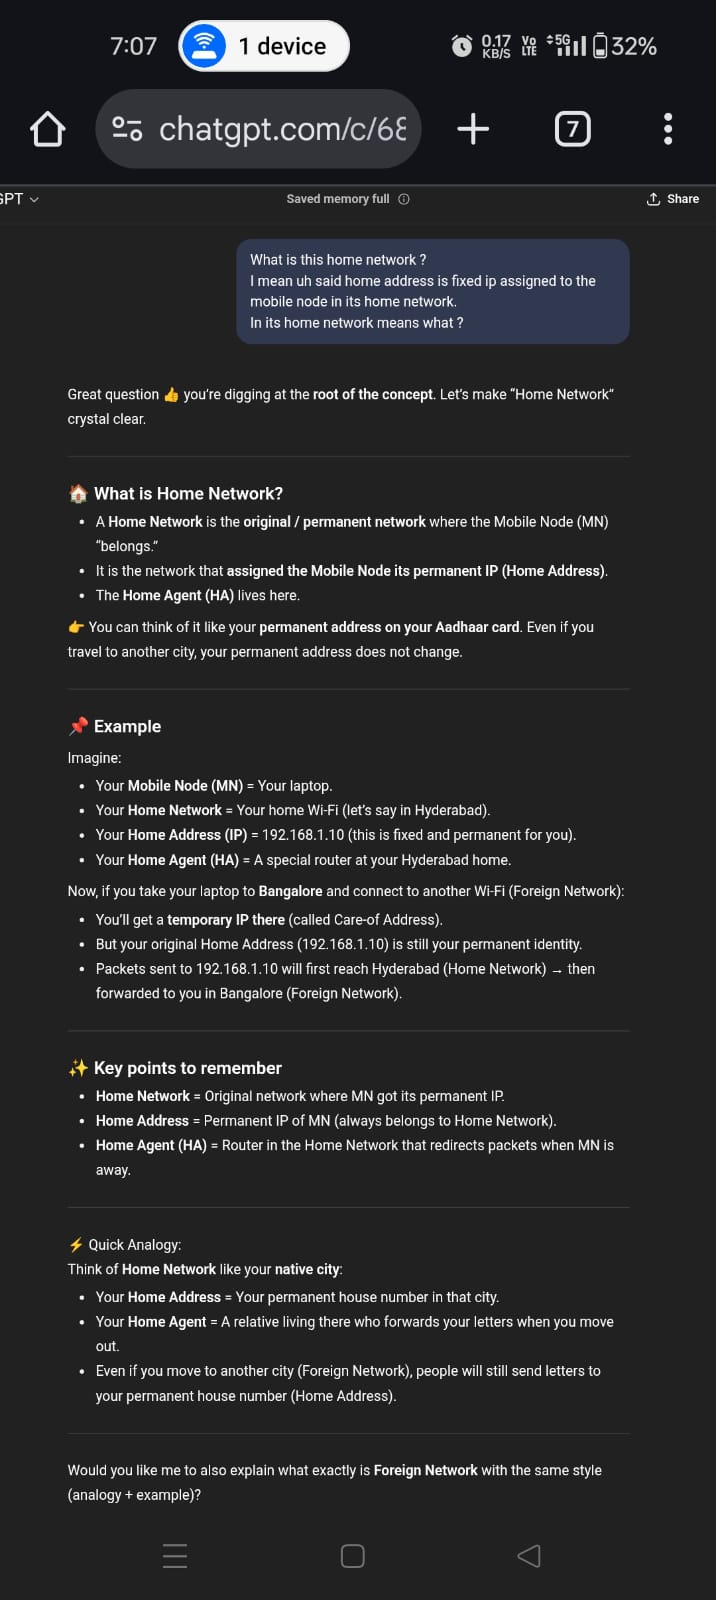 7:07 1 device 0.17 KB/S Vo LTE 5G 32%
chatgpt.com/c/68 7
GPT Saved memory full Share
What is this home network ?
I mean uh said home address is fixed ip assigned to the
mobile node in its home network.
In its home network means what ?
Great question 👍 you're digging at the root of the concept. Let's make “Home Network”
crystal clear.
🏠 What is Home Network?
• A Home Network is the original / permanent network where the Mobile Node (MN)
“belongs.”
• It is the network that assigned the Mobile Node its permanent IP (Home Address).
• The Home Agent (HA) lives here.
👉 You can think of it like your permanent address on your Aadhaar card. Even if you
travel to another city, your permanent address does not change.
📌 Example
Imagine:
• Your Mobile Node (MN) = Your laptop.
• Your Home Network = Your home Wi-Fi (let's say in Hyderabad).
• Your Home Address (IP) = 192.168.1.10 (this is fixed and permanent for you).
• Your Home Agent (HA) = A special router at your Hyderabad home.
Now, if you take your laptop to Bangalore and connect to another Wi-Fi (Foreign Network):
• You'll get a temporary IP there (called Care-of Address).
• But your original Home Address (192.168.1.10) is still your permanent identity.
• Packets sent to 192.168.1.10 will first reach Hyderabad (Home Network) → then
forwarded to you in Bangalore (Foreign Network).
✨ Key points to remember
• Home Network = Original network where MN got its permanent IP.
• Home Address = Permanent IP of MN (always belongs to Home Network).
• Home Agent (HA) = Router in the Home Network that redirects packets when MN is
away.
⚡ Quick Analogy:
Think of Home Network like your native city:
• Your Home Address = Your permanent house number in that city.
• Your Home Agent = A relative living there who forwards your letters when you move
out.
• Even if you move to another city (Foreign Network), people will still send letters to
your permanent house number (Home Address).
Would you like me to also explain what exactly is Foreign Network with the same style
(analogy + example)?